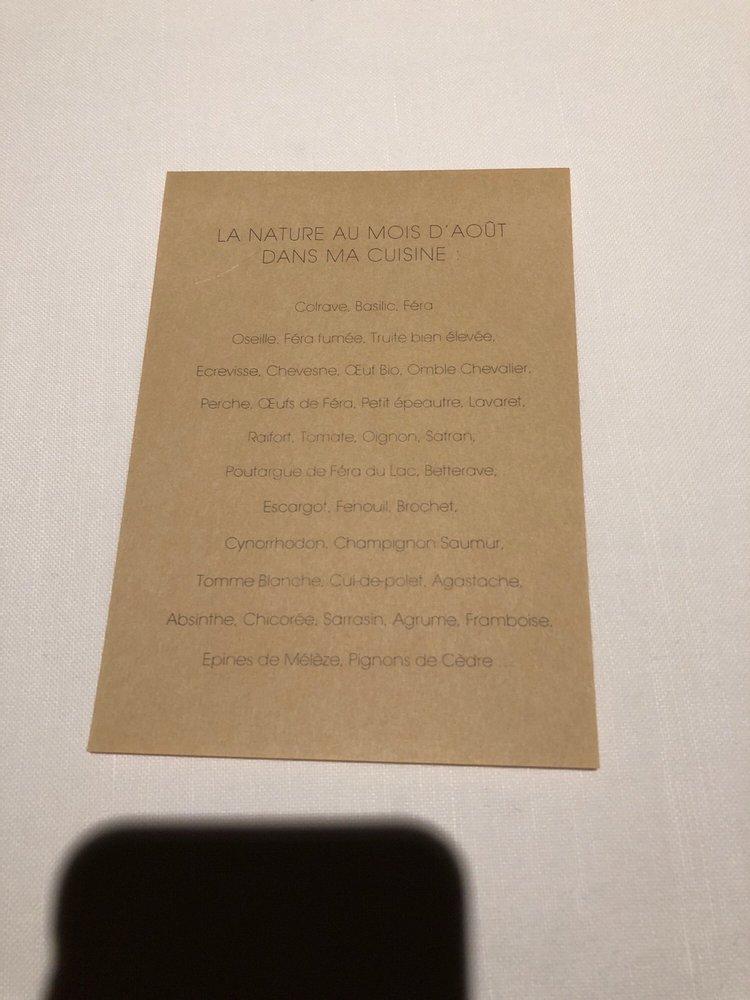 LA NATURE AU MOIS D'AOÛT
DANS MA CUISINE :
Colrave, Basilic, Féra
Oseille, Féra fumée, Truite bien élevée,
Ecrevisse, Chevesne, Œuf Bio, Omble Chevalier,
Perche, Œufs de Féra, Petit épeautre, Lavaret,
Raifort, Tomate, Oignon, Safran,
Poutargue de Féra du Lac, Betterave,
Escargot, Fenouil, Brochet,
Cynorrhodon, Champignon Saumur,
Tomme Blanche, Cul-de-polet, Agastache,
Absinthe, Chicorée, Sarrasin, Agrume, Framboise,
Epines de Mélèze, Pignons de Cèdre ...